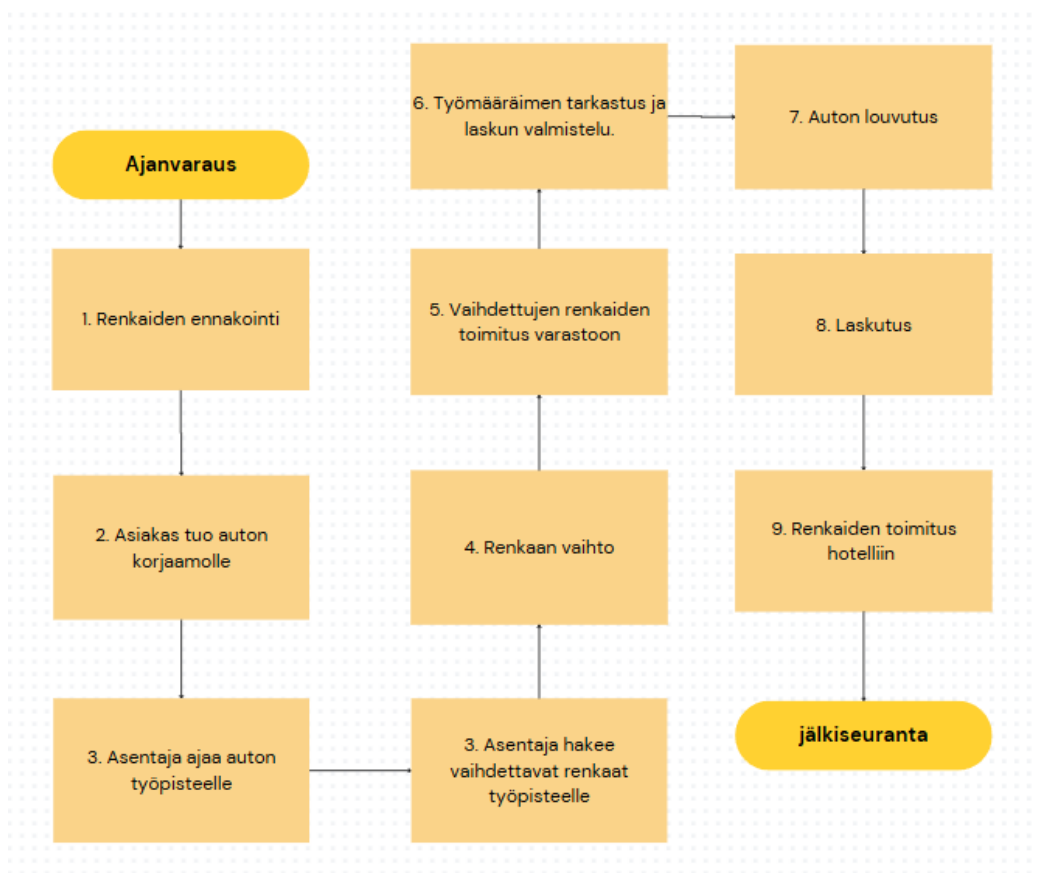 Ajanvaraus
1. Renkaiden ennakointi
2. Asiakas tuo auton
korjaamolle
3. Asentaja ajaa auton
työpisteelle
3. Asentaja hakee
vaihdettavat renkaat
työpisteelle
4. Renkaan vaihto
5. Vaihdettujen renkaiden
toimitus varastoon
6. Työmääräimen tarkastus ja
laskun valmistelu.
7. Auton louvutus
8. Laskutus
9. Renkaiden toimitus
hotelliin
jälkiseuranta